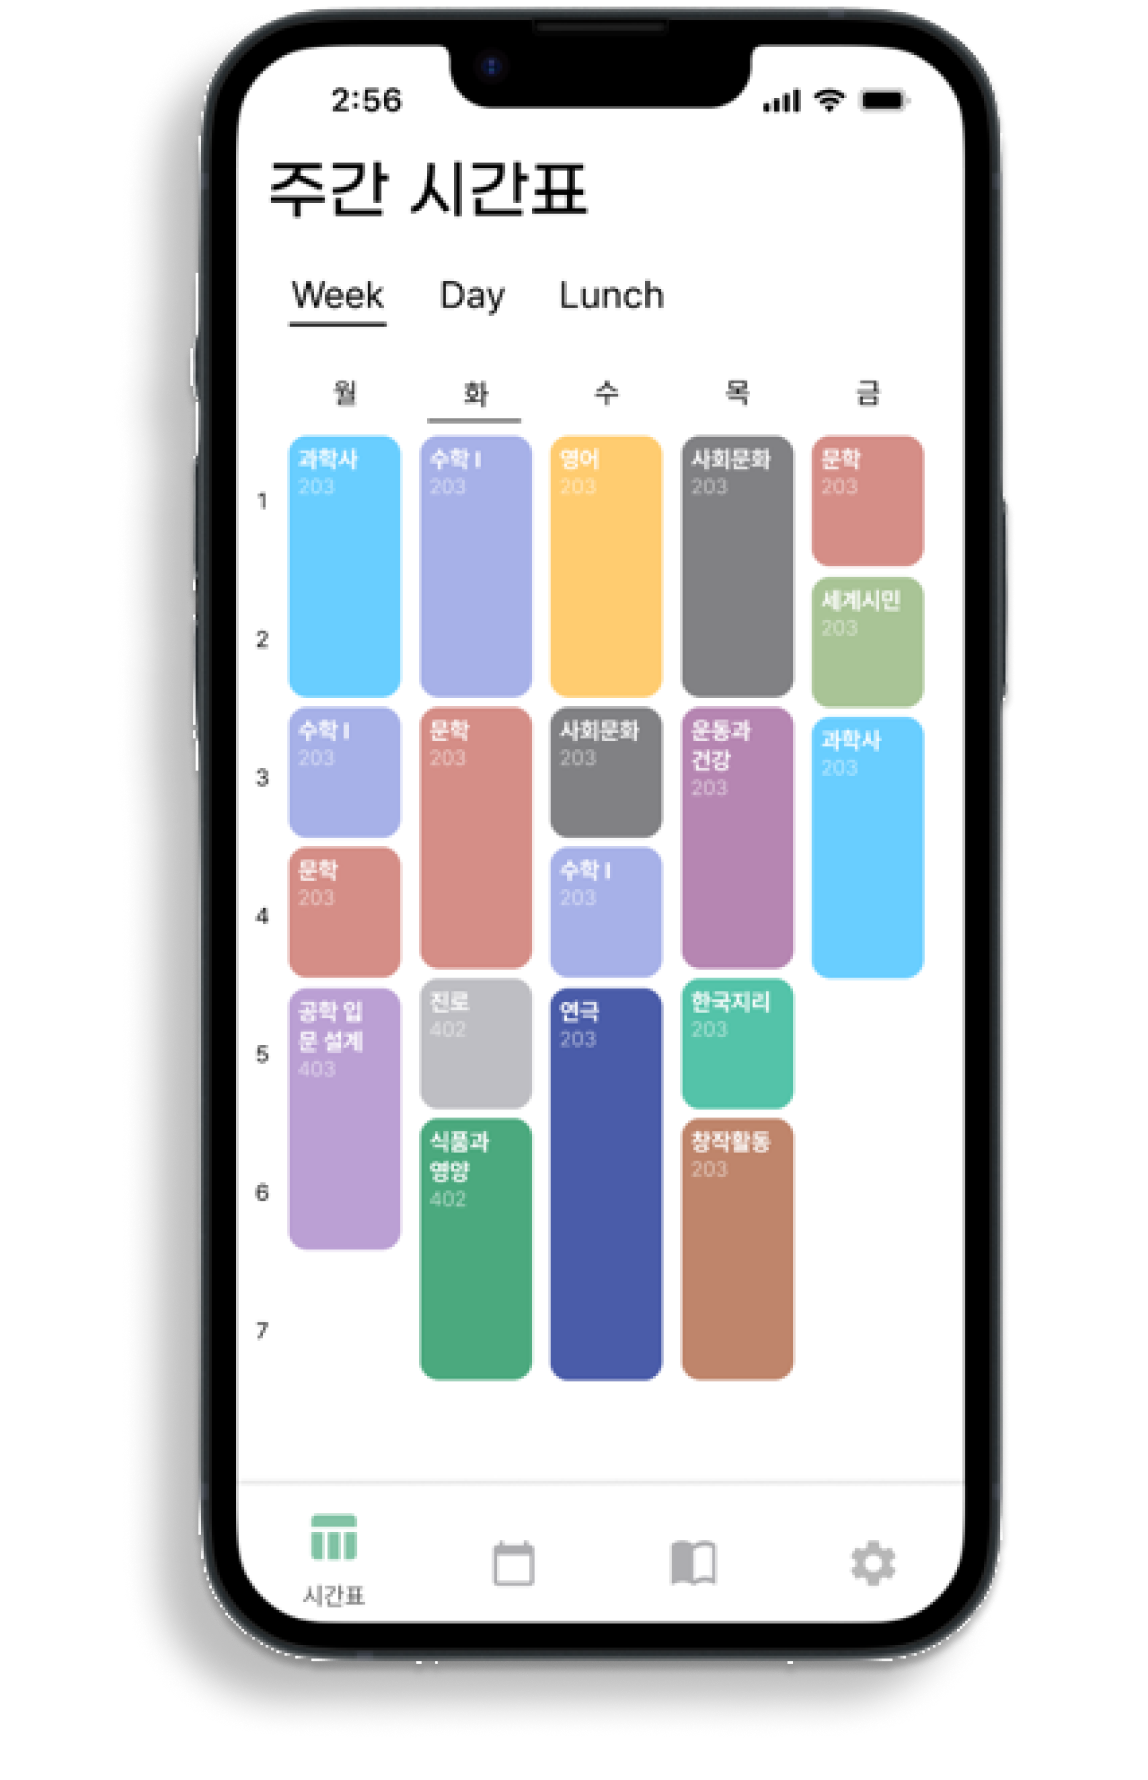 2:56
주간 시간표
Week Day Lunch
월 화 수 목 금
1
2
3
4
5
6
7
과학사
203
수학 I
203
문학
203
공학 입
문 설계
403
수학 I
203
문학
203
진로
402
식품과
영양
402
영어
203
사회문화
203
수학 I
203
연극
203
사회문화
203
운동과
건강
203
한국지리
203
창작활동
203
문학
203
세계시민
203
과학사
203
시간표